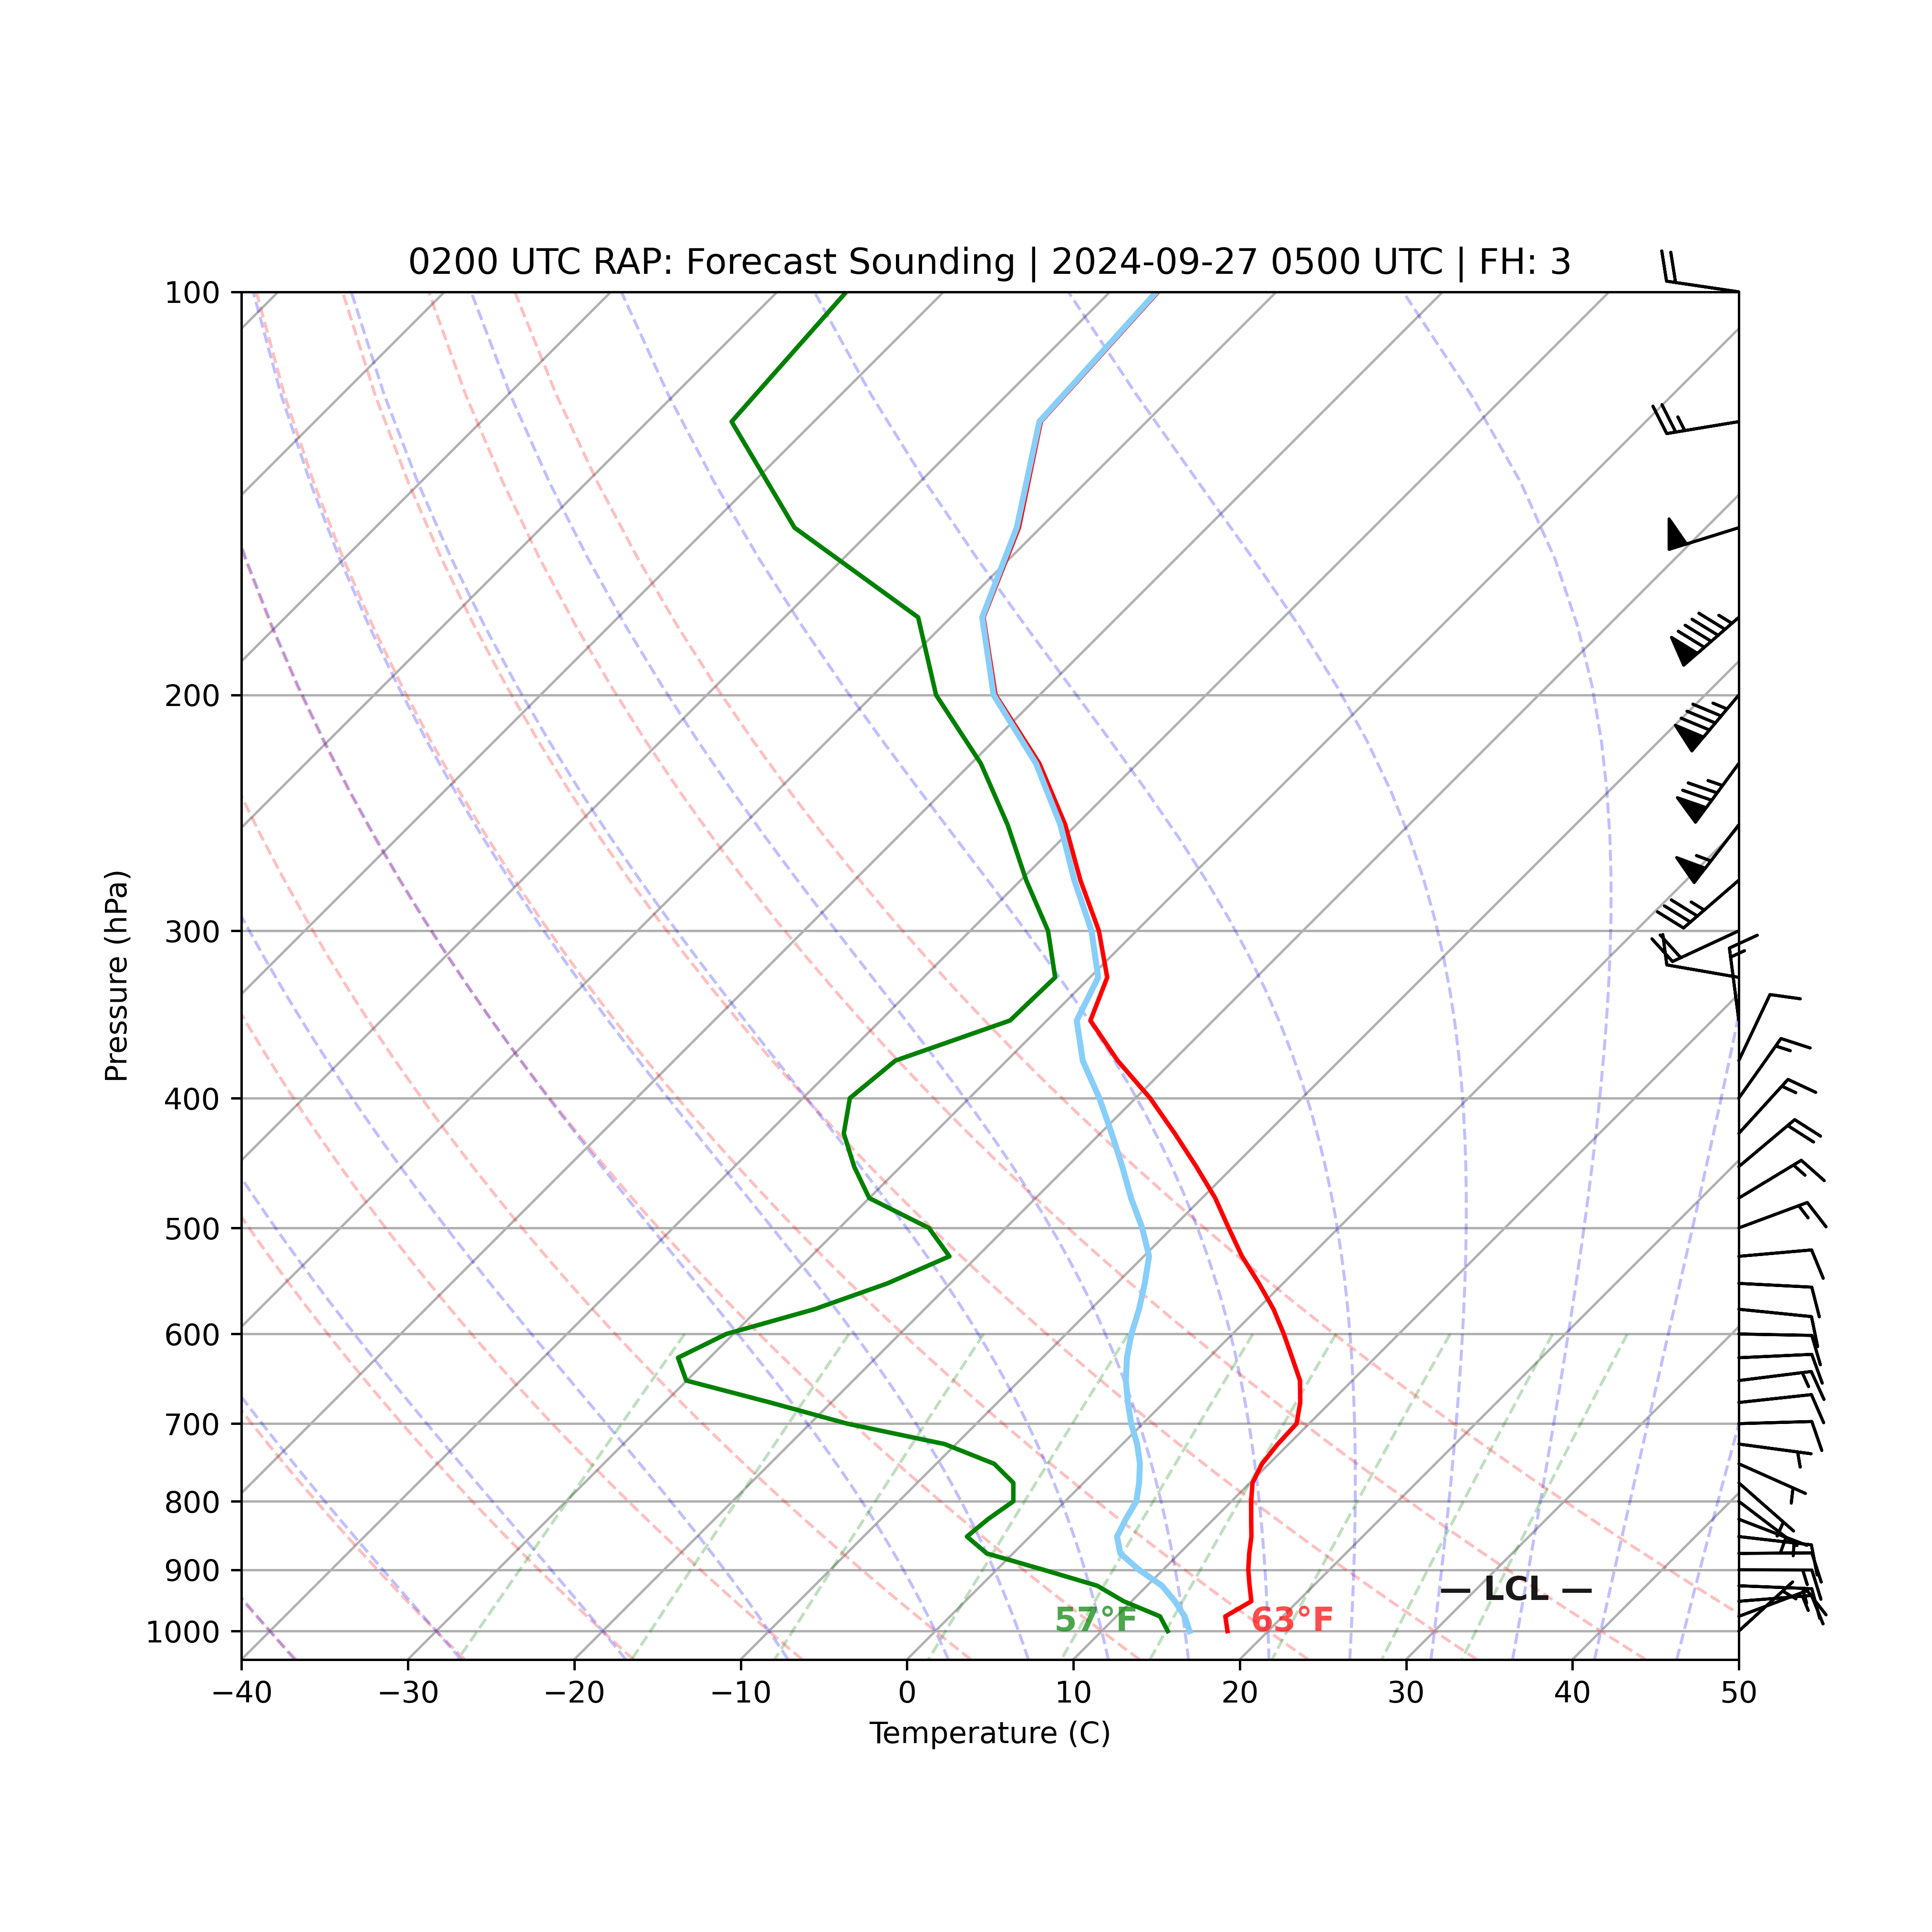 0200 UTC RAP: Forecast Sounding | 2024-09-27 0500 UTC | FH: 3
100
200
300
400
500
600
700
800
900
1000
Pressure (hPa)
— LCL —
57°F
63°F
−40 −30 −20 −10 0 10 20 30 40 50
Temperature (C)